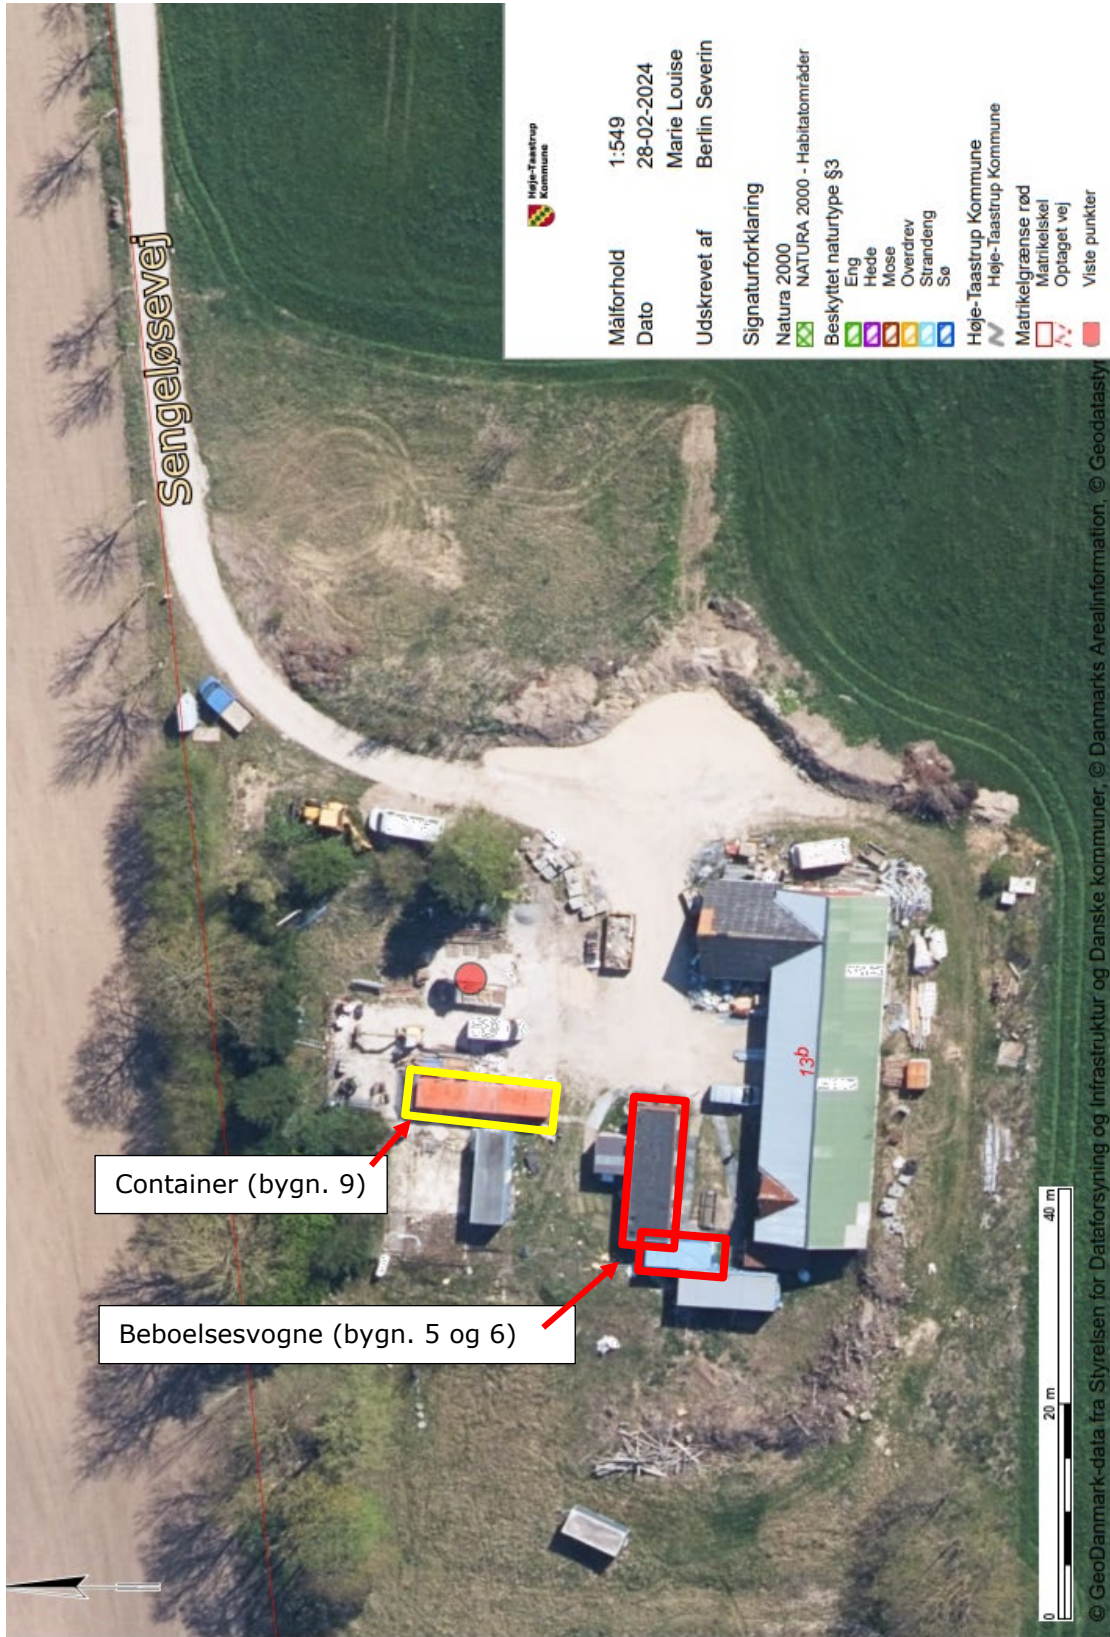 Sengeløsevej
Container (bygn. 9)
Beboelsesvogne (bygn. 5 og 6)
13b
Høje-Taastrup
Kommune
Målforhold 1:549
Dato 28-02-2024
Udskrevet af Marie Louise
Berlin Severin
Signaturforklaring
Natura 2000
NATURA 2000 - Habitatområder
Beskyttet naturtype §3
Eng
Hede
Mose
Overdrev
Strandeng
Sø
Høje-Taastrup Kommune
Høje-Taastrup Kommune
Matrikelgrænse rød
Matrikelskel
Optaget vej
Viste punkter
0 20 m 40 m
© GeoDanmark-data fra Styrelsen for Dataforsyning og Infrastruktur og Danske kommuner, © Danmarks Arealinformation, © Geodatastyr